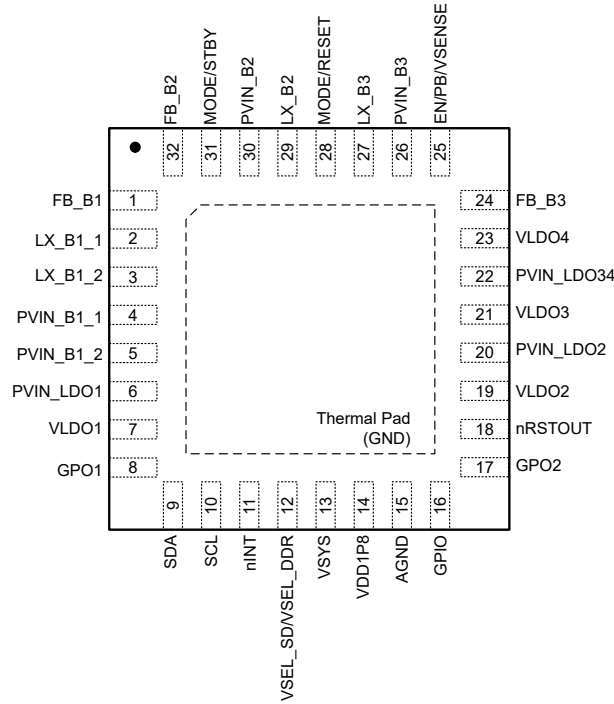 FB_B2
MODE/STBY
PVIN_B2
LX_B2
MODE/RESET
LX_B3
PVIN_B3
EN/PB/VSENSE
32
31
30
29
28
27
26
25
FB_B1 1
LX_B1_1 2
LX_B1_2 3
PVIN_B1_1 4
PVIN_B1_2 5
PVIN_LDO1 6
VLDO1 7
GPO1 8
24 FB_B3
23 VLDO4
22 PVIN_LDO34
21 VLDO3
20 PVIN_LDO2
19 VLDO2
18 nRSTOUT
17 GPO2
Thermal Pad
(GND)
9
10
11
12
13
14
15
16
SDA
SCL
nINT
VSEL_SD/VSEL_DDR
VSYS
VDD1P8
AGND
GPIO